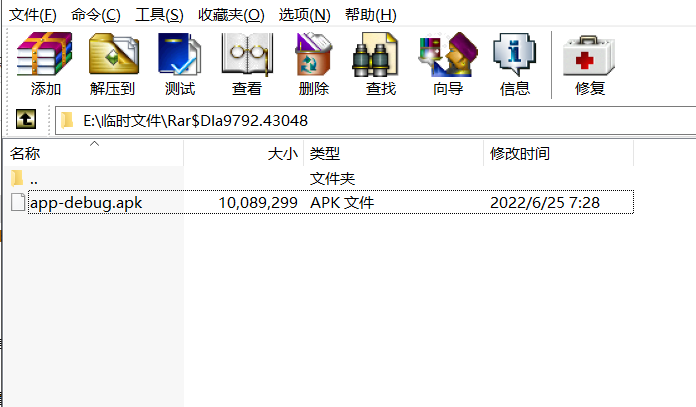 文件(F) 命令(C) 工具(S) 收藏夹(O) 选项(N) 帮助(H)
添加 解压到 测试 查看 删除 查找 向导 信息 修复
E:\临时文件\Rar$DIa9792.43048
名称 大小 类型 修改时间
.. 文件夹
app-debug.apk 10,089,299 APK 文件 2022/6/25 7:28